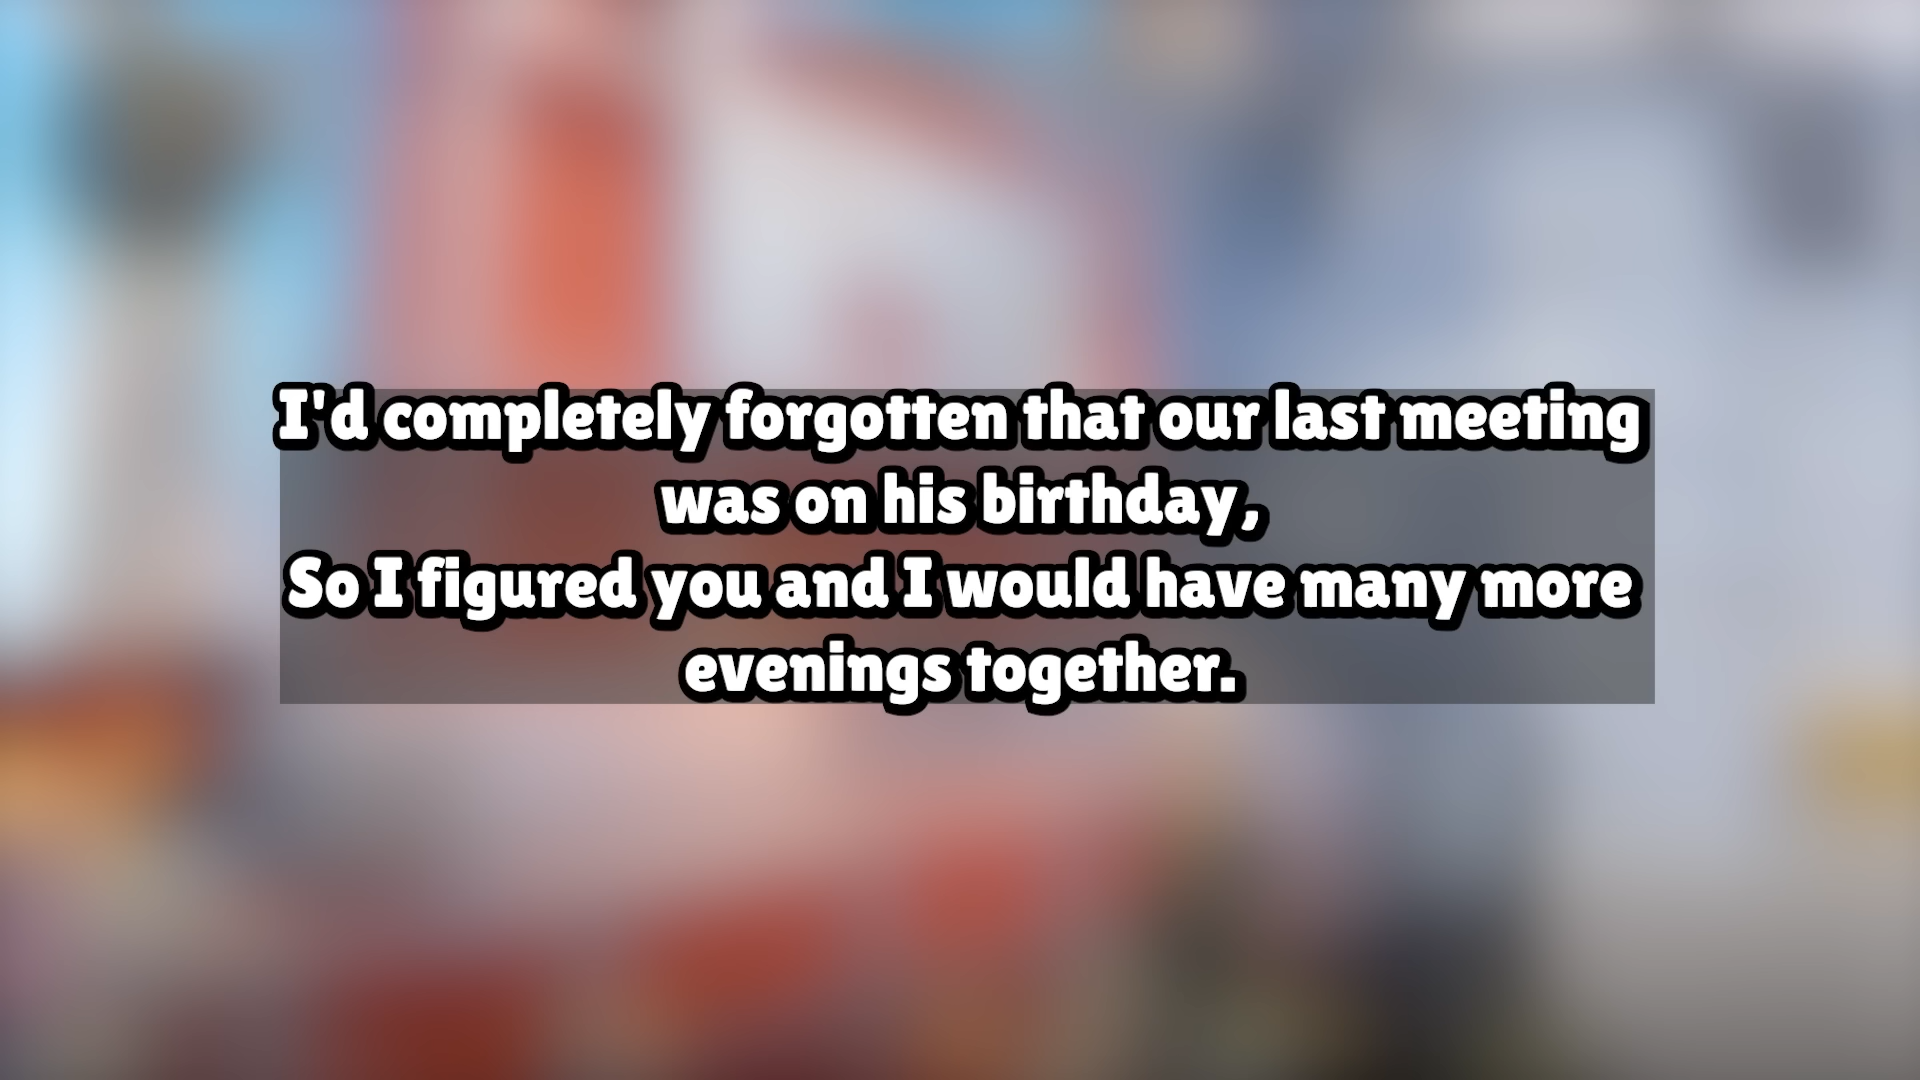 I'd completely forgotten that our last meeting
was on his birthday,
So I figured you and I would have many more
evenings together.